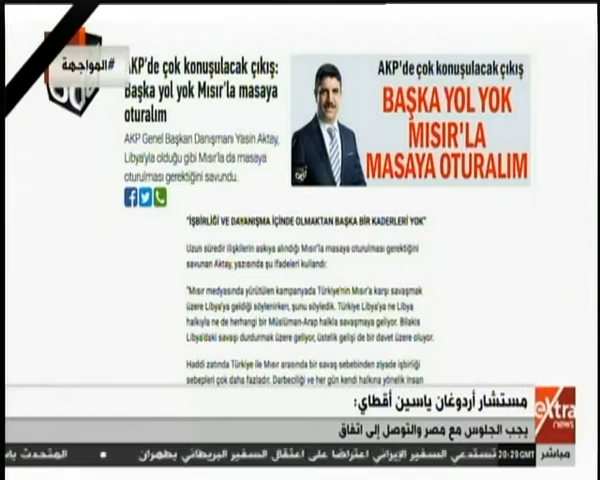 #المواجهة
AKP'de çok konuşulacak çıkış:
Başka yol yok Mısır'la masaya
oturalım
AKP Genel Başkan Danışmanı Yasin Aktay,
Libya'yla olduğu gibi Mısır'la da masaya
oturulması gerektiğini savundu.
AKP'de çok konuşulacak çıkış
BAŞKA YOL YOK
MISIR'LA
MASAYA OTURALIM
"İŞBİRLİĞİ VE DAYANIŞMA İÇİNDE OLMAKTAN BAŞKA BİR KADERLERİ YOK"
Uzun süredir ilişkilerin askıya alındığı Mısır'la masaya oturulması gerektiğini
savunan Aktay, yazısında şu ifadeleri kullandı:
"Mısır medyasında yürütülen kampanyada Türkiye'nin Mısır'a karşı savaşmak
üzere Libya'ya geldiği söylenirken, şunu söyledik. Türkiye Libya'ya ne Libya
halkıyla ne de herhangi bir Müslüman-Arap halkla savaşmaya geliyor. Bilakis
Libya'daki savaşı durdurmak üzere geliyor, üstelik gelişi de bir davet üzere oluyor.
Haddi zatında Türkiye ile Mısır arasında bir savaş sebebinden ziyade işbirliği
sebepleri çok daha fazladır. Darbeciliği ve her gün kendi halkına yönelik insan
مستشار أردوغان ياسين أقطاي:
يجب الجلوس مع مصر والتوصل إلى اتفاق
eXtra
news
مباشر
20:29 GMT
تستدعي السفير الإيراني اعتراضا على اعتقال السفير البريطاني بطهران
المتحدث